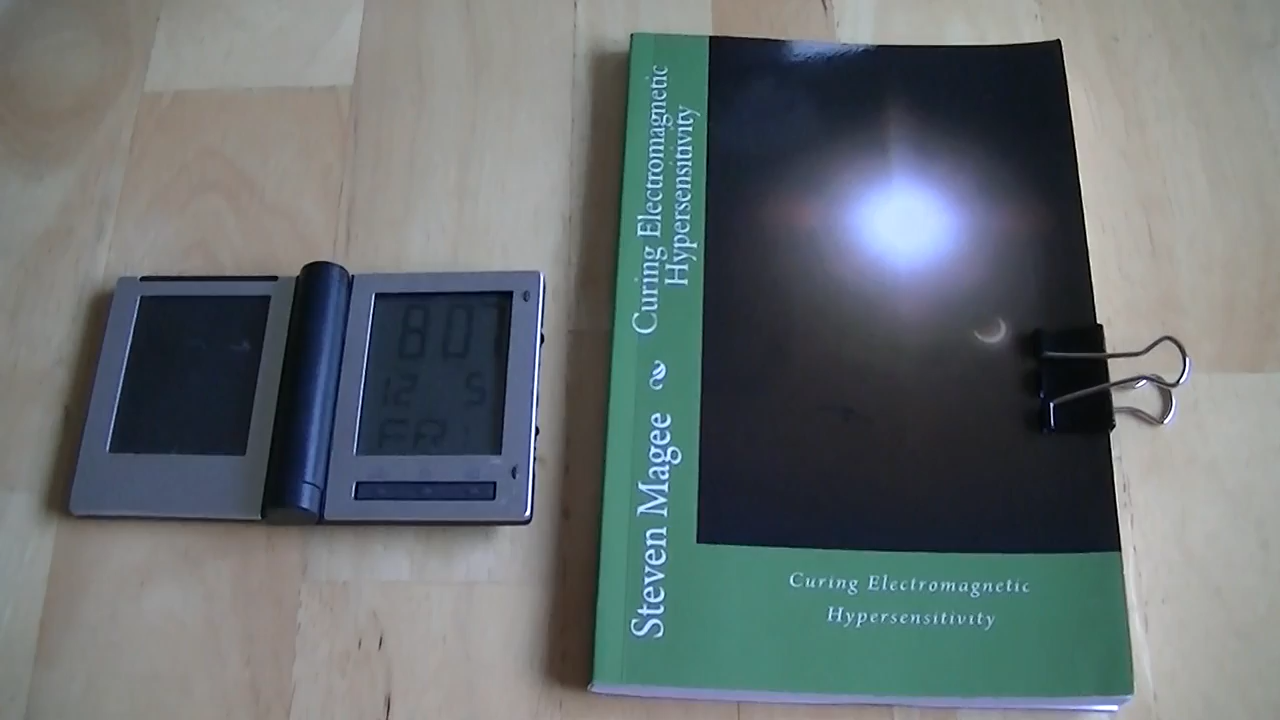 8 07
12 5
FR
Steven Magee
Curing Electromagnetic
Hypersensitivity
Curing Electromagnetic
Hypersensitivity